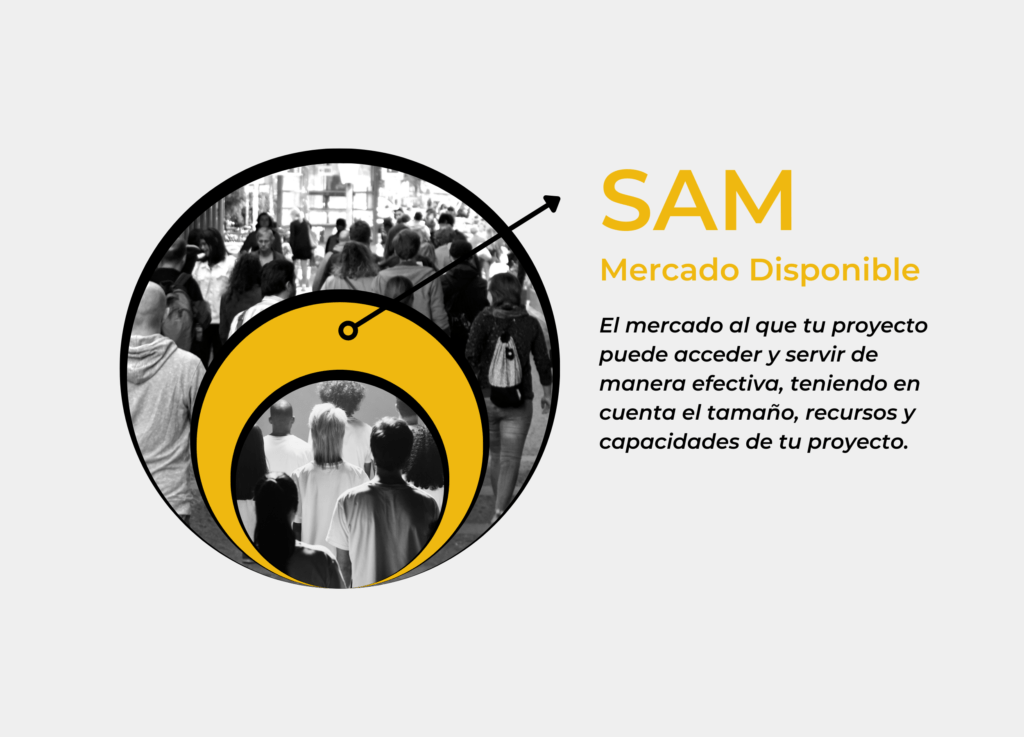 SAM
Mercado Disponible
El mercado al que tu proyecto
puede acceder y servir de
manera efectiva, teniendo en
cuenta el tamaño, recursos y
capacidades de tu proyecto.